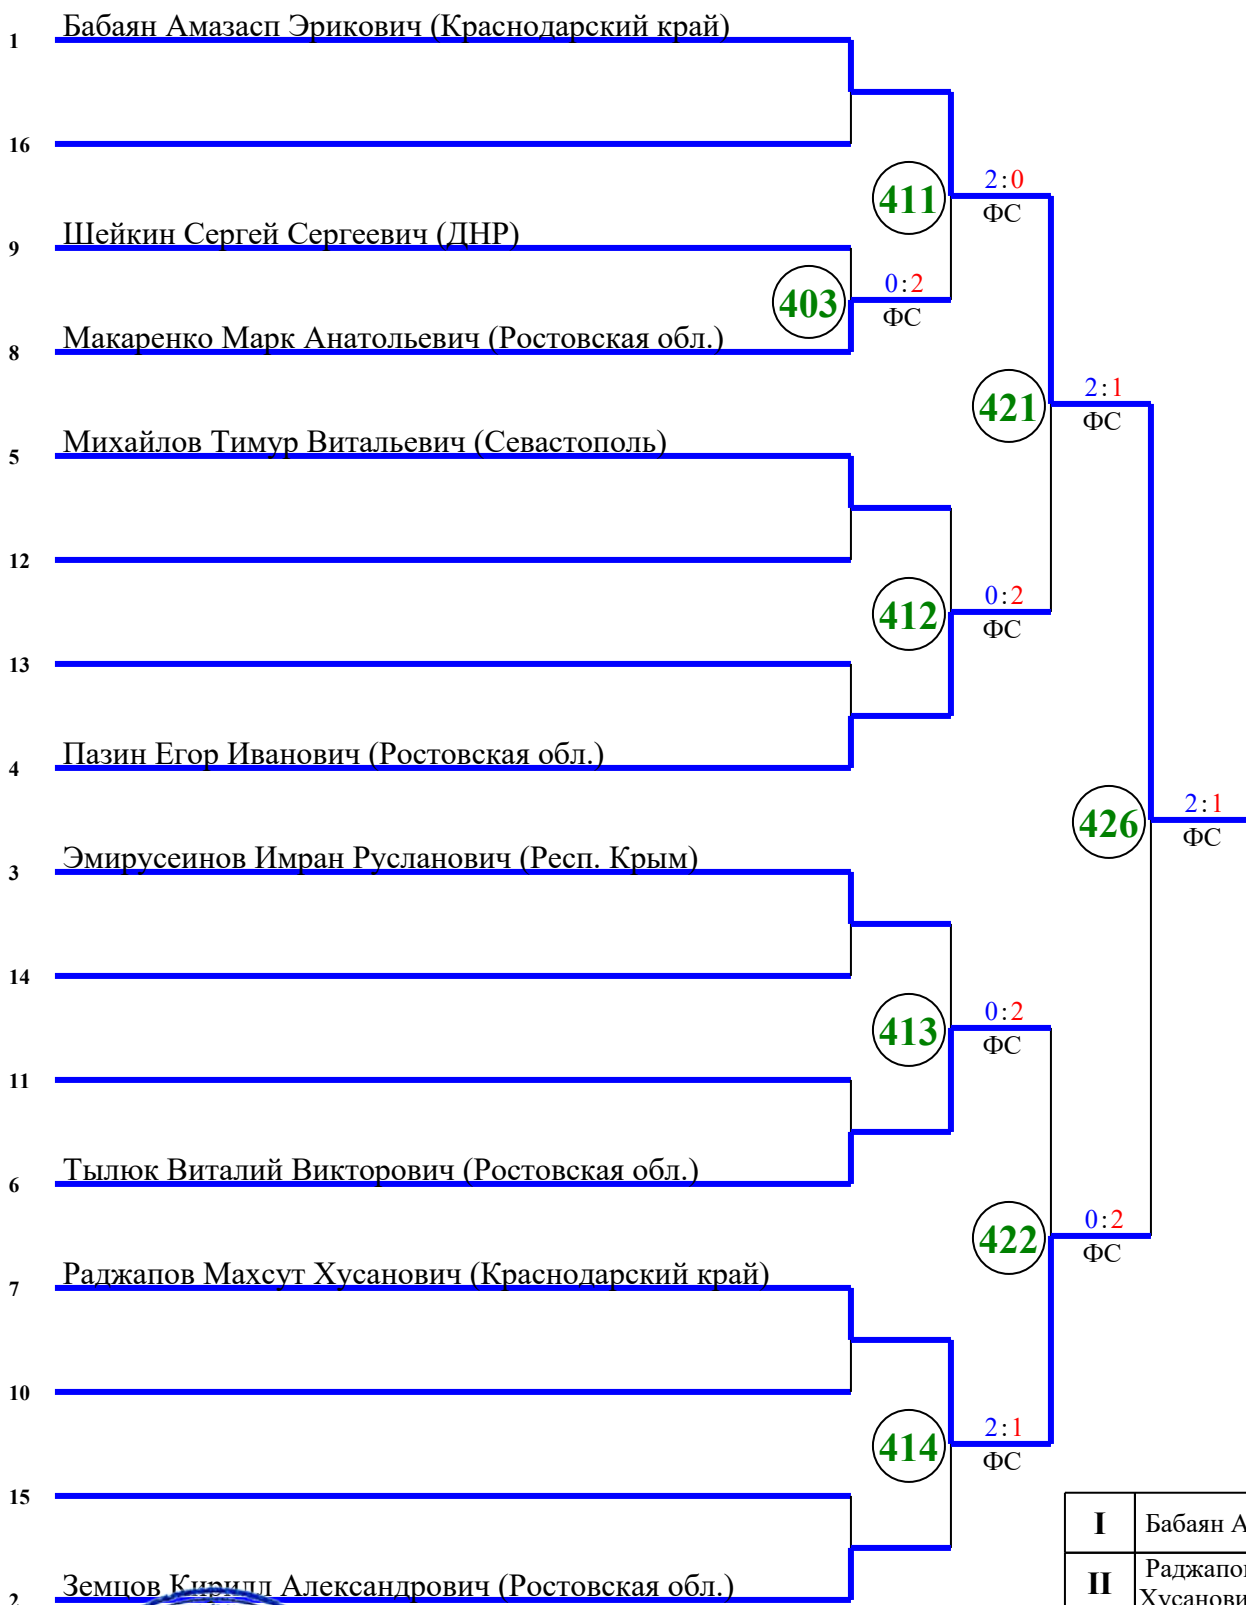 1 Бабаян Амазасп Эрикович (Краснодарский край)
16
411 2:0
ФС
9 Шейкин Сергей Сергеевич (ДНР)
403 0:2
ФС
8 Макаренко Марк Анатольевич (Ростовская обл.)
421 2:1
ФС
5 Михайлов Тимур Витальевич (Севастополь)
12
412 0:2
ФС
13
4 Пазин Егор Иванович (Ростовская обл.)
426 2:1
ФС
3 Эмирусеинов Имран Русланович (Респ. Крым)
14
413 0:2
ФС
11
6 Тылюк Виталий Викторович (Ростовская обл.)
422 0:2
ФС
7 Раджапов Махсут Хусанович (Краснодарский край)
10
414 2:1
ФС
15
I Бабаян А
2 Земцов Кирилл Александрович (Ростовская обл.)
II Раджапов
Хусанови